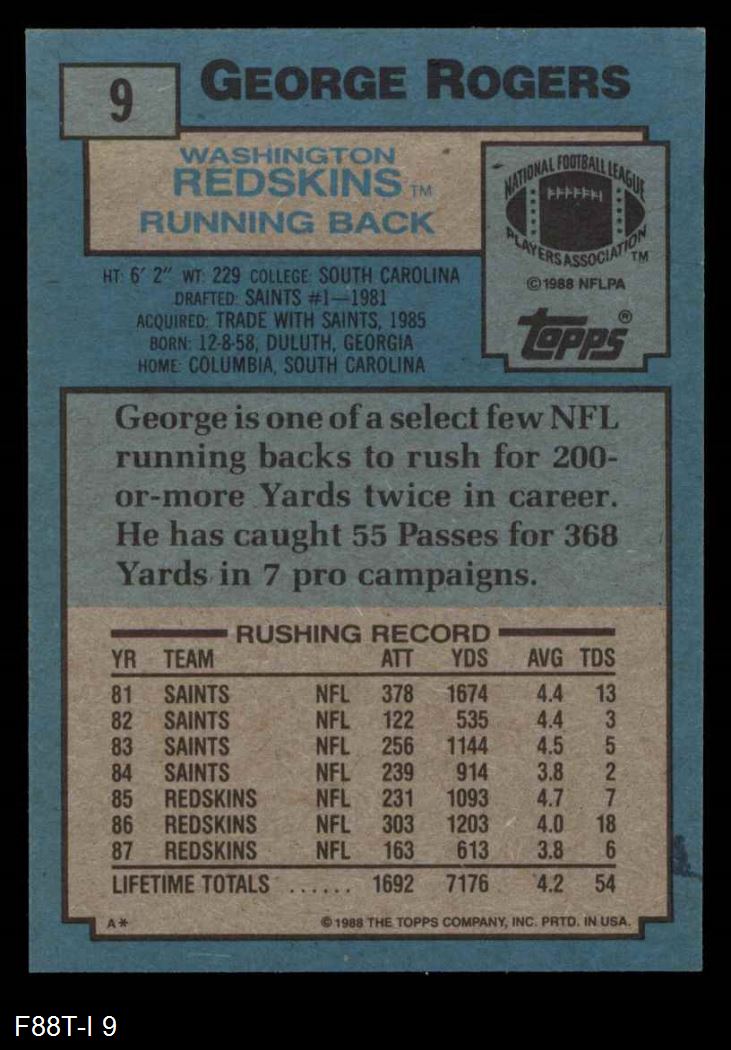 9
GEORGE ROGERS
WASHINGTON
REDSKINS TM
RUNNING BACK
NATIONAL FOOTBALL LEAGUE
PLAYERS ASSOCIATION TM
©1988 NFLPA
topps®
HT: 6' 2" WT: 229 COLLEGE: SOUTH CAROLINA
DRAFTED: SAINTS #1—1981
ACQUIRED: TRADE WITH SAINTS, 1985
BORN: 12-8-58, DULUTH, GEORGIA
HOME: COLUMBIA, SOUTH CAROLINA
George is one of a select few NFL
running backs to rush for 200-
or-more Yards twice in career.
He has caught 55 Passes for 368
Yards in 7 pro campaigns.
RUSHING RECORD
YR TEAM ATT YDS AVG TDS
81 SAINTS NFL 378 1674 4.4 13
82 SAINTS NFL 122 535 4.4 3
83 SAINTS NFL 256 1144 4.5 5
84 SAINTS NFL 239 914 3.8 2
85 REDSKINS NFL 231 1093 4.7 7
86 REDSKINS NFL 303 1203 4.0 18
87 REDSKINS NFL 163 613 3.8 6
LIFETIME TOTALS ...... 1692 7176 4.2 54
A* ©1988 THE TOPPS COMPANY, INC. PRTD. IN USA.
F88T-I 9